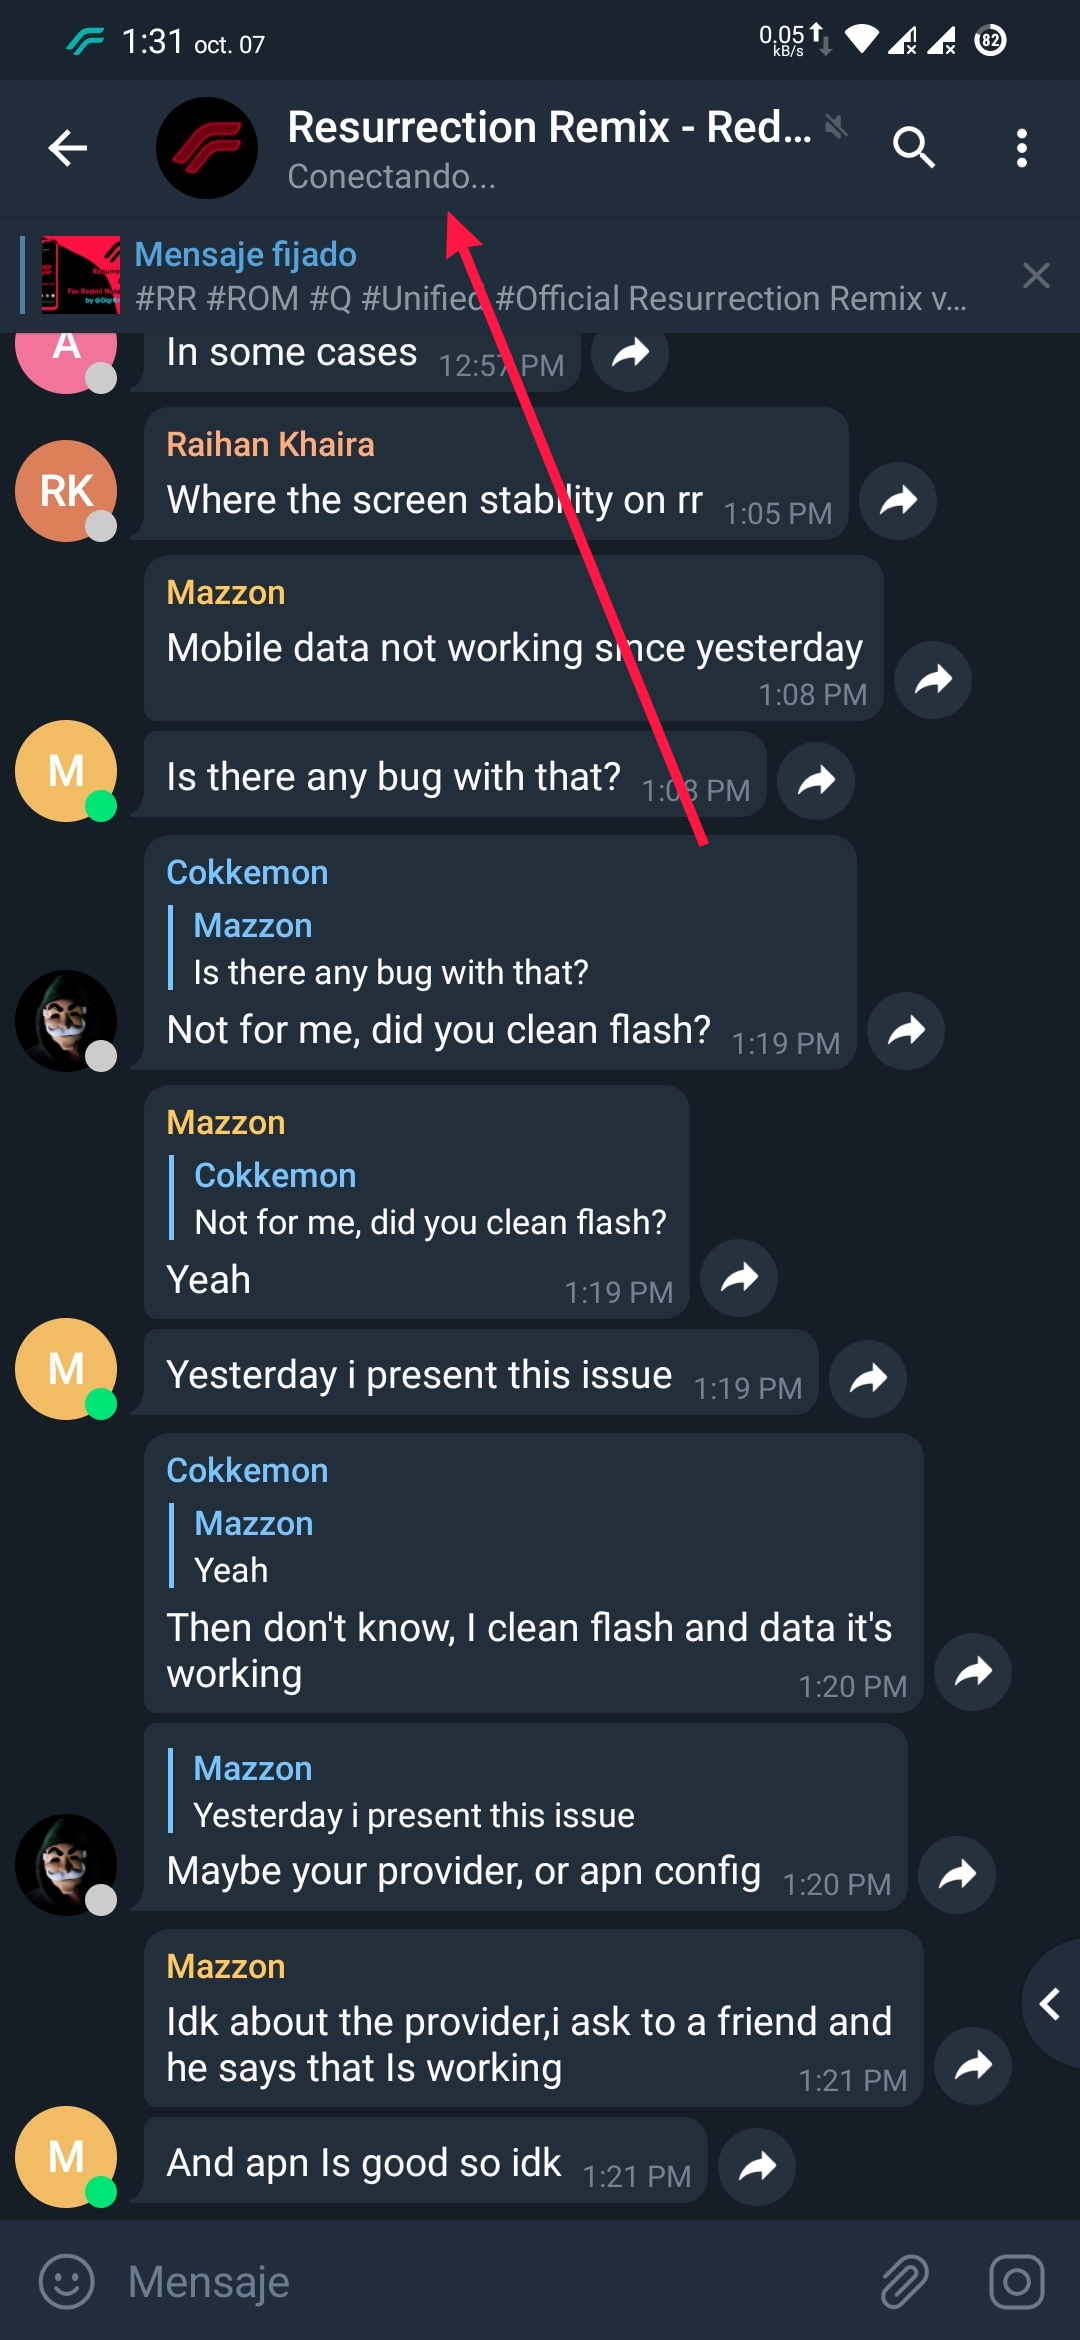 1:31 oct. 07
0.05
kB/s
82
Resurrection Remix - Red...
Conectando...
Mensaje fijado
#RR #ROM #Q #Unified #Official Resurrection Remix v...
A
In some cases 12:57 PM
RK
Raihan Khaira
Where the screen stability on rr 1:05 PM
Mazzon
Mobile data not working since yesterday
1:08 PM
M
Is there any bug with that? 1:08 PM
Cokkemon
Mazzon
Is there any bug with that?
Not for me, did you clean flash? 1:19 PM
Mazzon
Cokkemon
Not for me, did you clean flash?
Yeah 1:19 PM
M
Yesterday i present this issue 1:19 PM
Cokkemon
Mazzon
Yeah
Then don't know, I clean flash and data it's
working 1:20 PM
Mazzon
Yesterday i present this issue
Maybe your provider, or apn config 1:20 PM
Mazzon
Idk about the provider,i ask to a friend and
he says that Is working 1:21 PM
M
And apn Is good so idk 1:21 PM
Mensaje